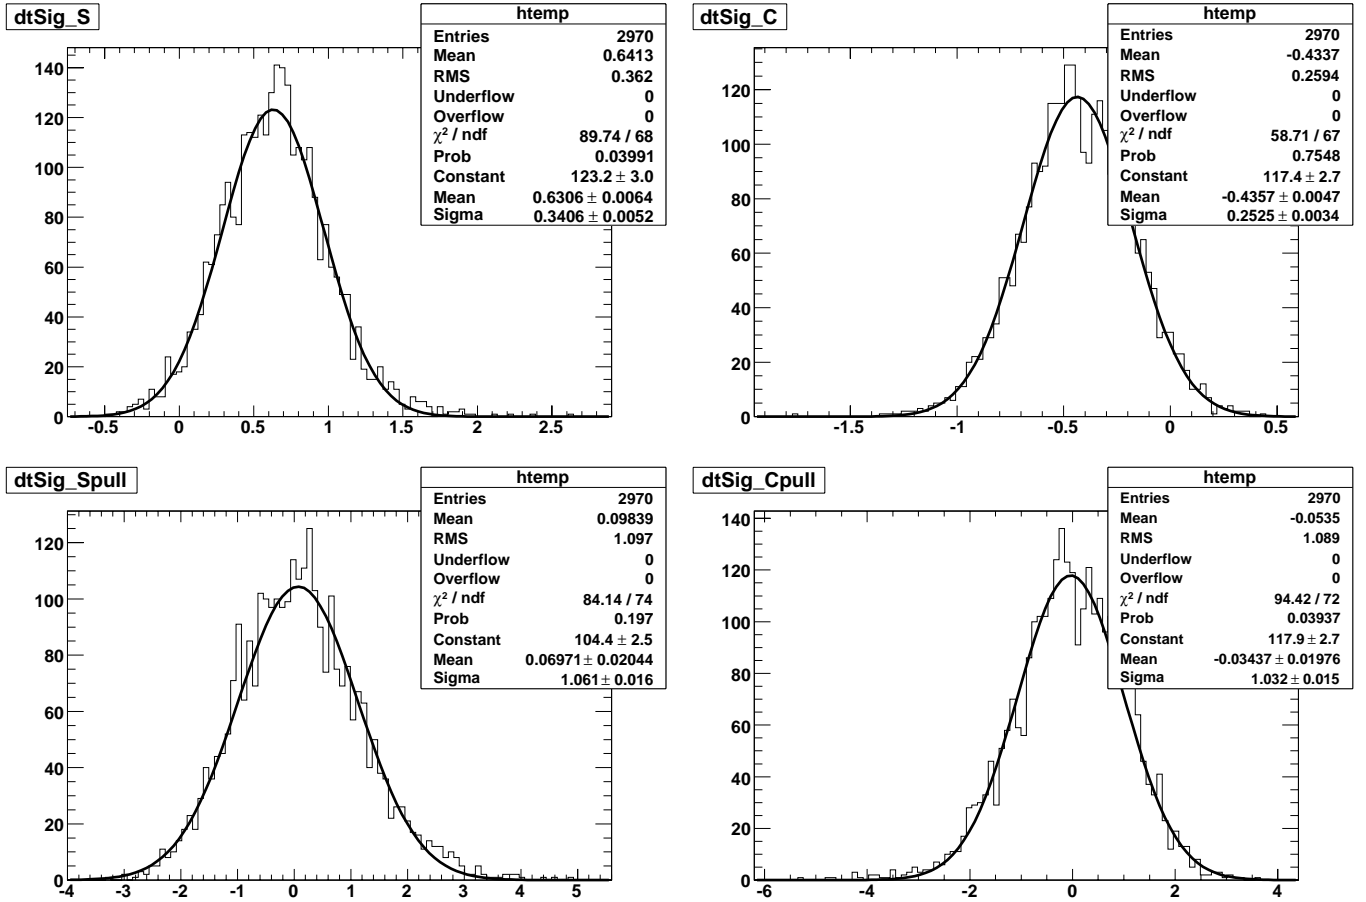 dtSig_S
htemp
Entries 2970
Mean 0.6413
RMS 0.362
Underflow 0
Overflow 0
χ² / ndf 89.74 / 68
Prob 0.03991
Constant 123.2 ± 3.0
Mean 0.6306 ± 0.0064
Sigma 0.3406 ± 0.0052
140
120
100
80
60
40
20
0
-0.5 0 0.5 1 1.5 2 2.5
dtSig_C
htemp
Entries 2970
Mean -0.4337
RMS 0.2594
Underflow 0
Overflow 0
χ² / ndf 58.71 / 67
Prob 0.7548
Constant 117.4 ± 2.7
Mean -0.4357 ± 0.0047
Sigma 0.2525 ± 0.0034
120
100
80
60
40
20
0
-1.5 -1 -0.5 0 0.5
dtSig_Spull
htemp
Entries 2970
Mean 0.09839
RMS 1.097
Underflow 0
Overflow 0
χ² / ndf 84.14 / 74
Prob 0.197
Constant 104.4 ± 2.5
Mean 0.06971 ± 0.02044
Sigma 1.061 ± 0.016
120
100
80
60
40
20
0
-4 -3 -2 -1 0 1 2 3 4 5
dtSig_Cpull
htemp
Entries 2970
Mean -0.0535
RMS 1.089
Underflow 0
Overflow 0
χ² / ndf 94.42 / 72
Prob 0.03937
Constant 117.9 ± 2.7
Mean -0.03437 ± 0.01976
Sigma 1.032 ± 0.015
140
120
100
80
60
40
20
0
-6 -4 -2 0 2 4